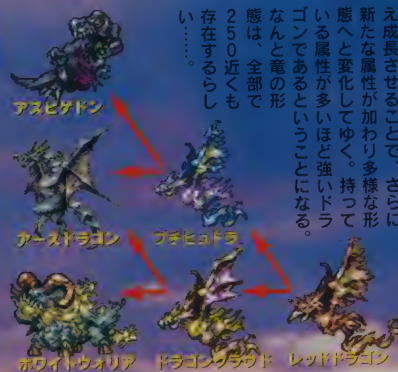 え成長させることで、さらに
新たな属性が加わり多様な形
態へと変化してゆく。持って
いる属性が多いほど強いドラ
ゴンであるということになる。
なんと竜の形
態は、全部で
250近くも
存在するらし
い……。
アスピゲドン
アースドラゴン
プチヒュドラ
ホワイトウォリア
ドラゴンクラウド
レッドドラゴン